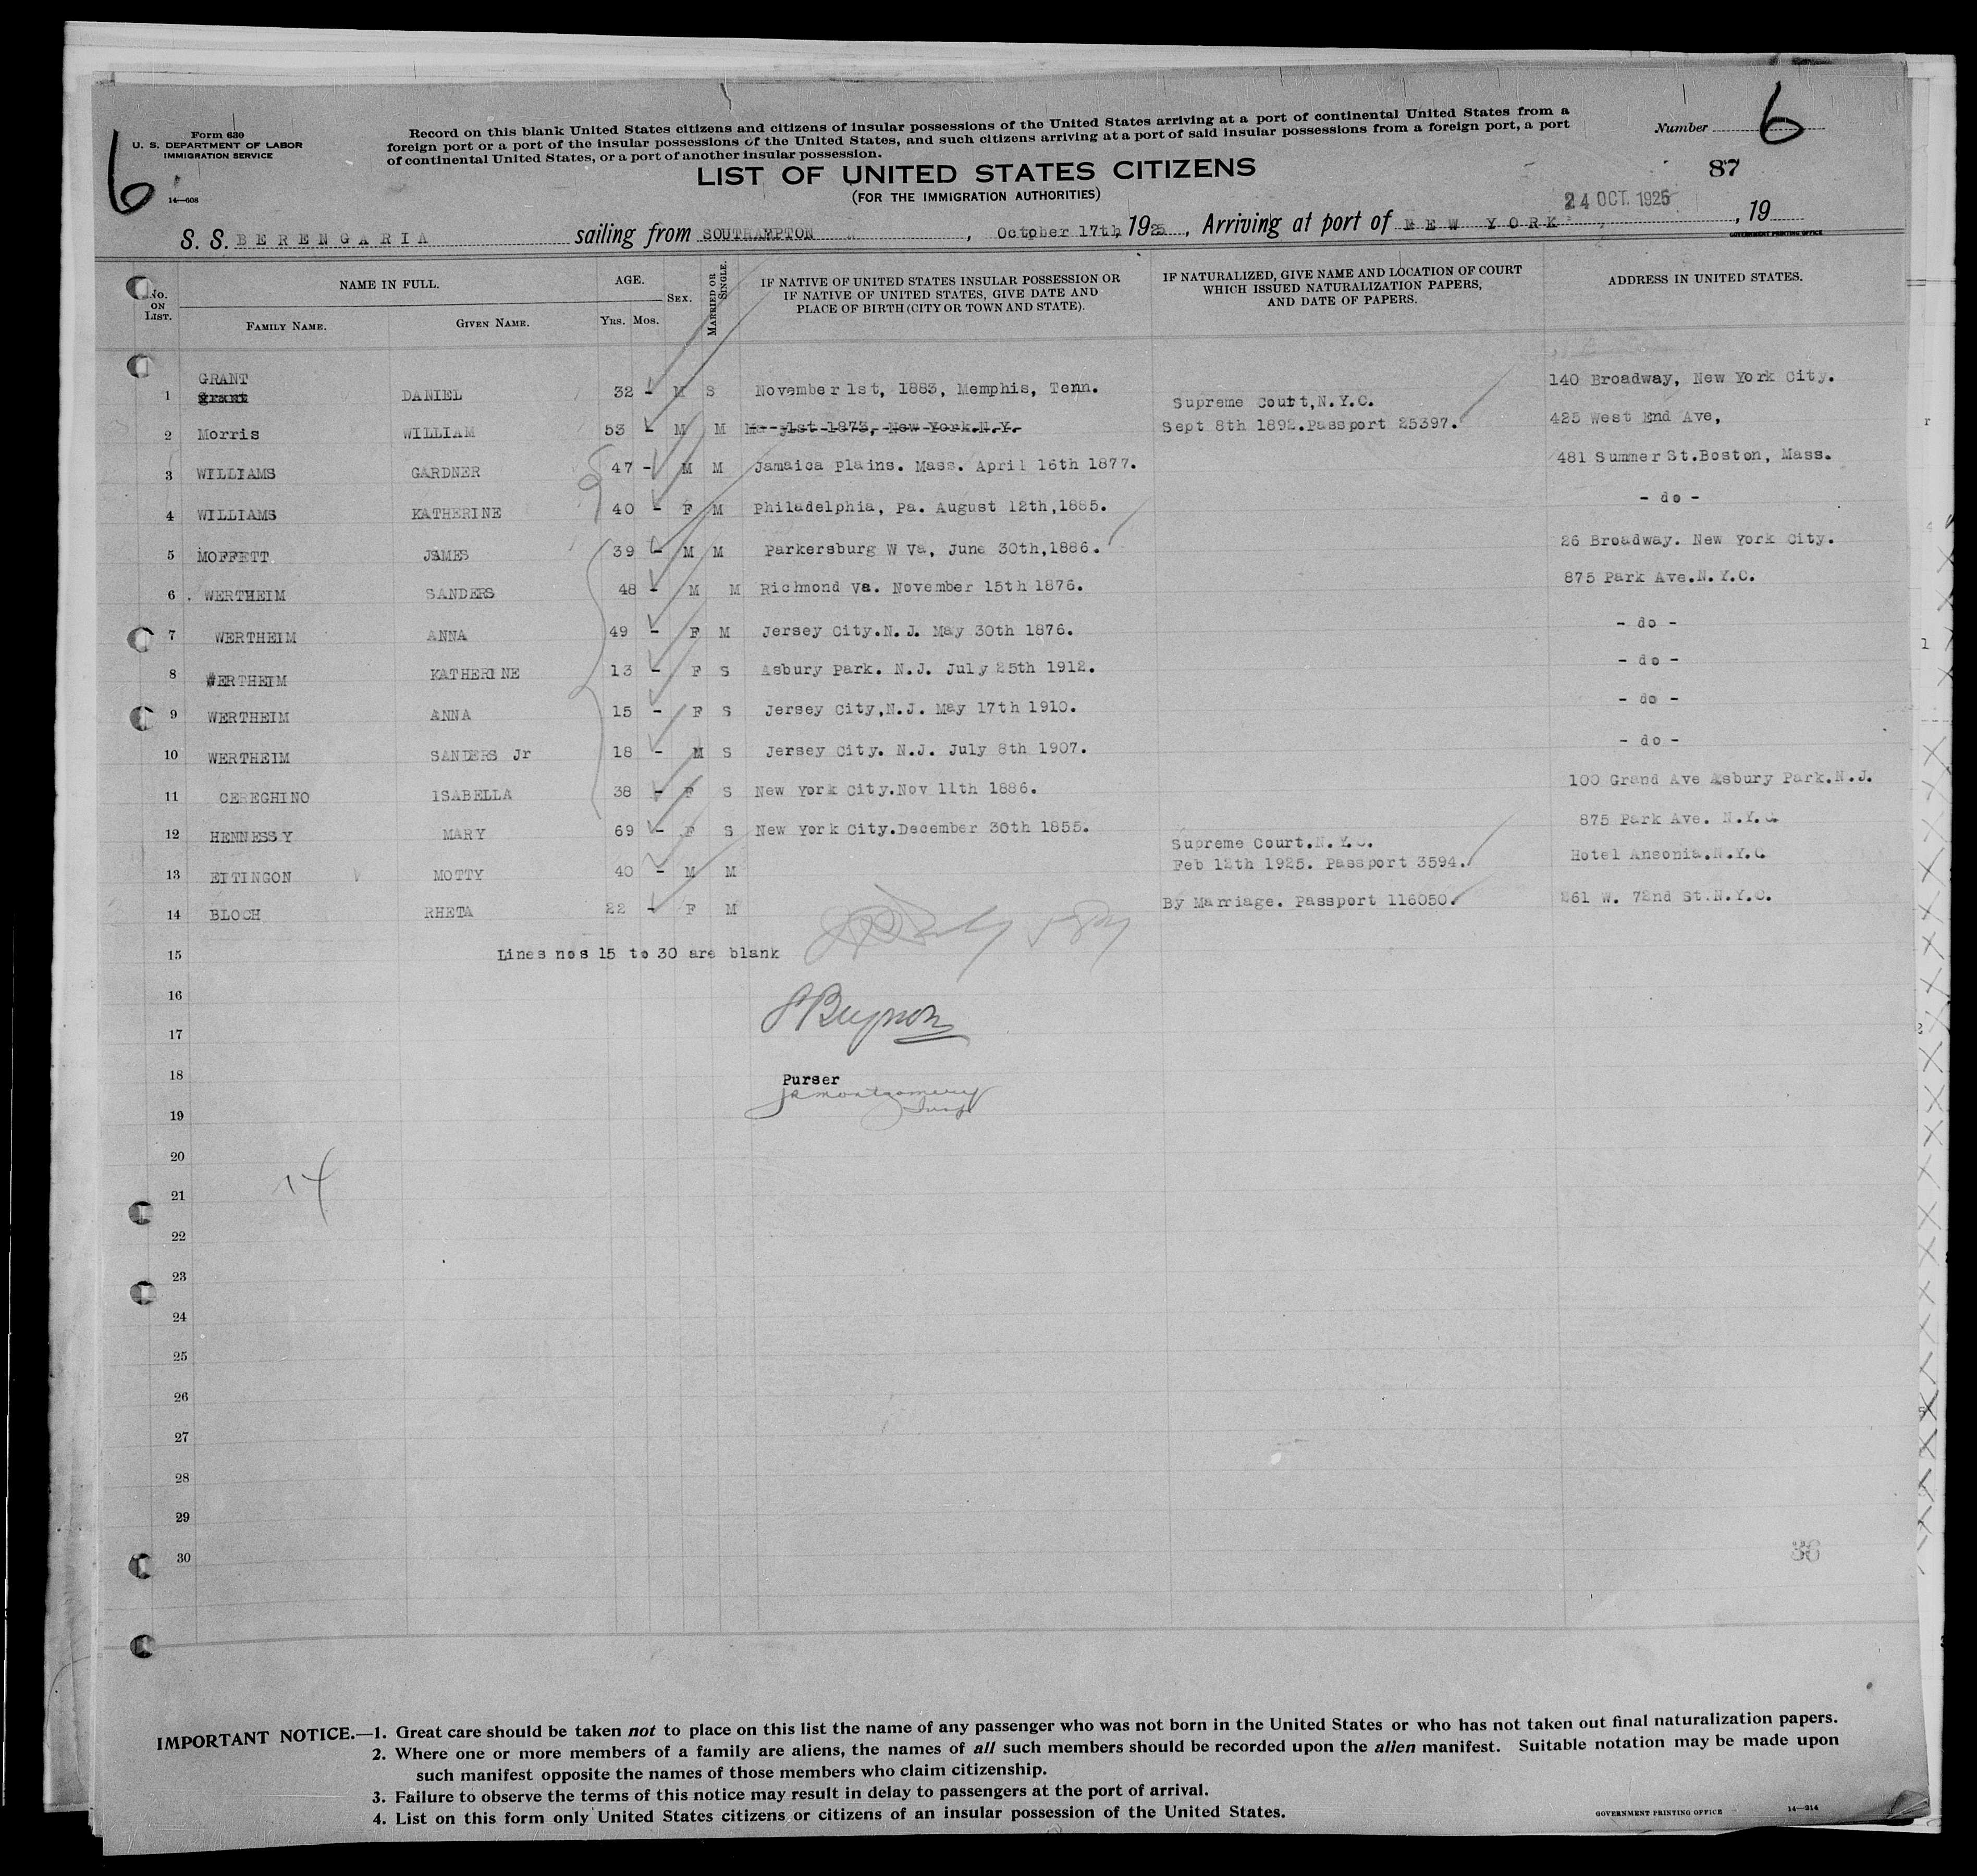 Form 630
U. S. DEPARTMENT OF LABOR
IMMIGRATION SERVICE
14—608
6
Record on this blank United States citizens and citizens of insular possessions of the United States arriving at a port of continental United States from a
foreign port or a port of the insular possessions of the United States, and such citizens arriving at a port of said insular possessions from a foreign port, a port
of continental United States, or a port of another insular possession.
Number 6
LIST OF UNITED STATES CITIZENS
(FOR THE IMMIGRATION AUTHORITIES)
87
24 OCT. 1925
S. S. BERENGARIA sailing from SOUTHAMPTON, October 17th, 1925, Arriving at port of NEW YORK, 19
GOVERNMENT PRINTING OFFICE
No. ON LIST. NAME IN FULL. AGE. SEX. MARRIED OR SINGLE. IF NATIVE OF UNITED STATES INSULAR POSSESSION OR IF NATIVE OF UNITED STATES, GIVE DATE AND PLACE OF BIRTH (CITY OR TOWN AND STATE). IF NATURALIZED, GIVE NAME AND LOCATION OF COURT WHICH ISSUED NATURALIZATION PAPERS, AND DATE OF PAPERS. ADDRESS IN UNITED STATES.
FAMILY NAME. GIVEN NAME. YRS. MOS.
GRANT
1 grant DANIEL 32 - M S November 1st, 1883, Memphis, Tenn. 140 Broadway, New York City.
Supreme Court, N.Y.C.
2 Morris WILLIAM 53 - M M 1st 1873, New York.N.Y. Sept 8th 1892.Passport 25397. 425 West End Ave,
3 WILLIAMS GARDNER 47 - M M Jamaica Plains. Mass. April 16th 1877. 481 Summer St.Boston, Mass.
4 WILLIAMS KATHERINE 40 - F M Philadelphia, Pa. August 12th,1885. - do -
5 MOFFETT JAMES 39 - M M Parkersburg W Va, June 30th,1886. 26 Broadway. New York City.
6 . WERTHEIM SANDERS 48 - M M Richmond Va. November 15th 1876. 875 Park Ave.N.Y.C.
7 WERTHEIM ANNA 49 - F M Jersey City.N.J. May 30th 1876. - do -
8 WERTHEIM KATHERINE 13 - F S Asbury Park. N.J. July 25th 1912. - do -
9 WERTHEIM ANNA 15 - F S Jersey City,N.J. May 17th 1910. - do -
10 WERTHEIM SANDERS Jr 18 - M S Jersey City. N.J. July 8th 1907. - do -
11 CEREGHINO ISABELLA 38 - F S New York City.Nov 11th 1886. 100 Grand Ave Asbury Park.N.J.
12 HENNESSY MARY 69 - F S New York City.December 30th 1855. 875 Park Ave. N.Y.C.
Supreme Court.N.Y.C.
13 EITINGON MOTTY 40 - M M Feb 12th 1925. Passport 3594. Hotel Ansonia.N.Y.C.
14 BLOCH RHETA 22 - F M By Marriage. Passport 116050. 261 W. 72nd St.N.Y.C.
15 Lines nos 15 to 30 are blank
16
17
18 Purser
JRMontgomery
19
20
14
21
22
23
24
25
26
27
28
29
30
36
IMPORTANT NOTICE.—1. Great care should be taken not to place on this list the name of any passenger who was not born in the United States or who has not taken out final naturalization papers.
2. Where one or more members of a family are aliens, the names of all such members should be recorded upon the alien manifest. Suitable notation may be made upon
such manifest opposite the names of those members who claim citizenship.
3. Failure to observe the terms of this notice may result in delay to passengers at the port of arrival.
4. List on this form only United States citizens or citizens of an insular possession of the United States.
GOVERNMENT PRINTING OFFICE 14—314